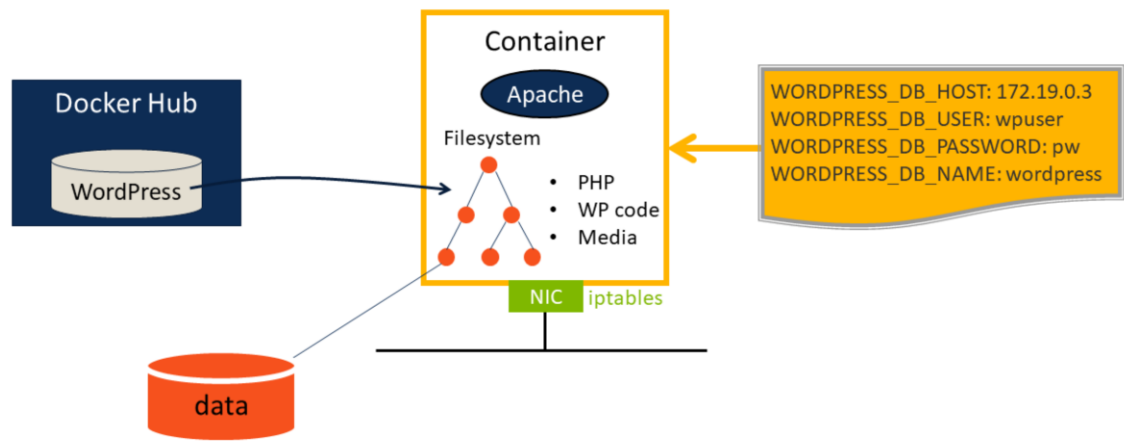 Container
Apache
Docker Hub
WordPress
Filesystem
• PHP
• WP code
• Media
WORDPRESS_DB_HOST: 172.19.0.3
WORDPRESS_DB_USER: wpuser
WORDPRESS_DB_PASSWORD: pw
WORDPRESS_DB_NAME: wordpress
NIC
iptables
data